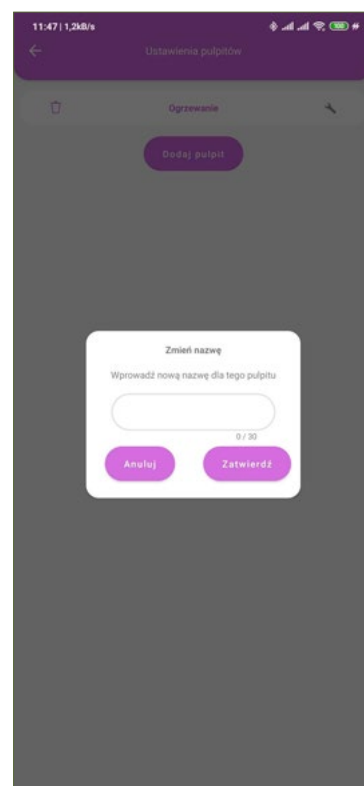 11:47 | 1,2kB/s 100
Ustawienia pulpitów
Ogrzewanie
Dodaj pulpit
Zmień nazwę
Wprowadź nową nazwę dla tego pulpitu
0 / 30
Anuluj Zatwierdź